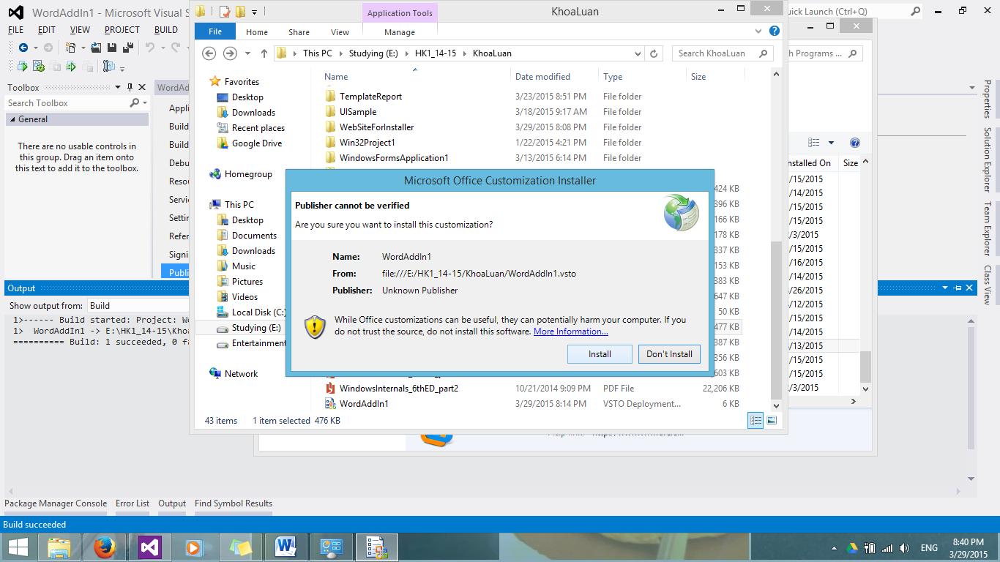 WordAddIn1 - Microsoft Visual S
FILE EDIT VIEW PROJECT BUILD
Quick Launch (Ctrl+Q)
Application Tools
KhoaLuan
File Home Share View Manage
This PC Studying (E:) HK1_14-15 KhoaLuan
Search KhoaLuan
h Programs ...
Toolbox
Search Toolbox
General
There are no usable controls in
this group. Drag an item onto
this text to add it to the toolbox.
WordAd
Appli
Build
Build
Debu
Resou
Servic
Settin
Refer
Signi
Publi
Favorites
Desktop
Downloads
Recent places
Google Drive
Homegroup
This PC
Desktop
Documents
Downloads
Music
Pictures
Videos
Local Disk (C:)
Studying (E:)
Entertainment
Network
Name Date modified Type Size
TemplateReport 3/23/2015 8:51 PM File folder
UISample 3/18/2015 9:17 AM File folder
WebSiteForInstaller 3/29/2015 8:08 PM File folder
Win32Project1 1/22/2015 4:21 PM File folder
WindowsFormsApplication1 3/13/2015 6:14 PM File folder
424 KB
396 KB
166 KB
178 KB
337 KB
153 KB
383 KB
647 KB
50 KB
477 KB
387 KB
356 KB
,603 KB
WindowsInternals_6thED_part2 10/21/2014 9:09 PM PDF File 22,206 KB
WordAddIn1 3/29/2015 8:14 PM VSTO Deployment... 6 KB
43 items 1 item selected 476 KB
Microsoft Office Customization Installer
Publisher cannot be verified
Are you sure you want to install this customization?
Name: WordAddIn1
From: file:///E:/HK1_14-15/KhoaLuan/WordAddIn1.vsto
Publisher: Unknown Publisher
While Office customizations can be useful, they can potentially harm your computer. If you
do not trust the source, do not install this software. More Information...
Install Don't Install
nstalled On Size
/15/2015
/14/2015
/15/2015
/15/2015
/3/2015
/15/2015
/16/2015
/14/2015
/26/2015
/12/2015
/15/2015
/14/2015
/13/2015
/15/2015
/15/2015
/3/2015
Properties
Solution Explorer
Team Explorer
Class View
Output
Show output from: Build
1>------ Build started: Project: Wo
1> WordAddIn1 -> E:\HK1_14-15\Khoa
========== Build: 1 succeeded, 0 fa
Package Manager Console Error List Output Find Symbol Results
Build succeeded
ENG
8:40 PM
3/29/2015